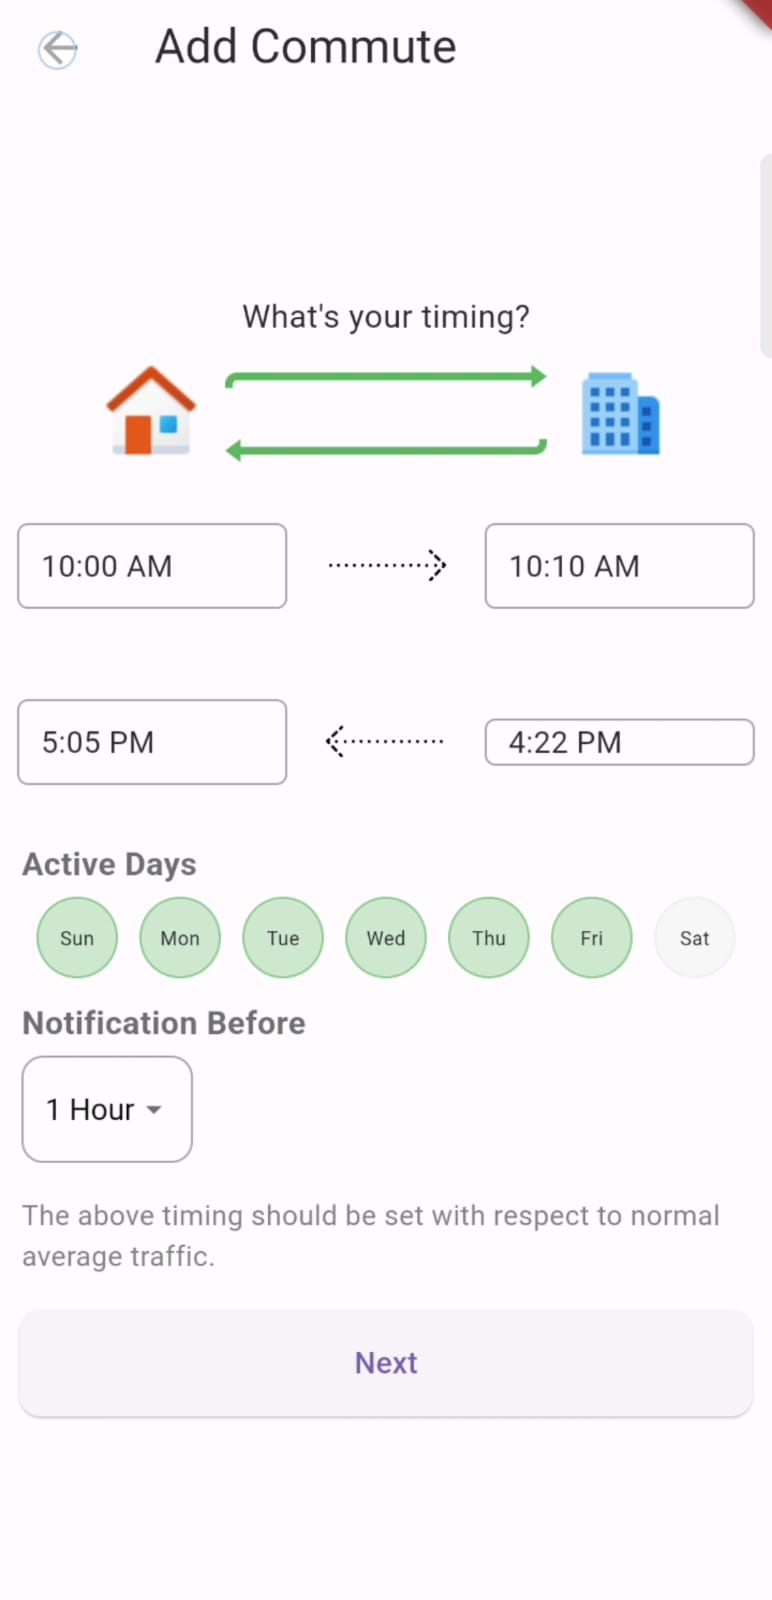 Add Commute
What's your timing?
10:00 AM
10:10 AM
5:05 PM
4:22 PM
Active Days
Sun Mon Tue Wed Thu Fri Sat
Notification Before
1 Hour
The above timing should be set with respect to normal
average traffic.
Next